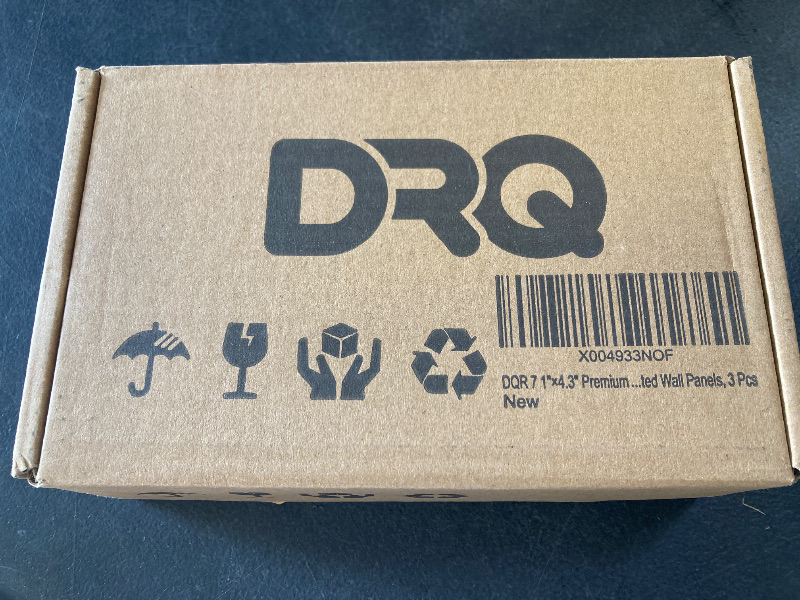 DRQ
X004933NOF
DQR 7 1"×4.3" Premium ...ted Wall Panels, 3 Pcs
New